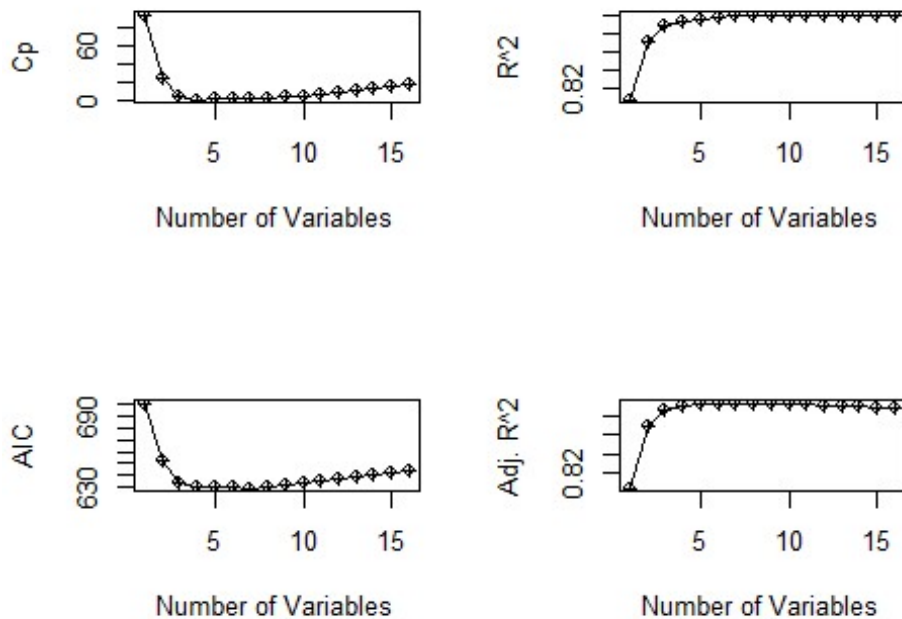 Cp
60
0
5 10 15
Number of Variables
R^2
0.82
5 10 15
Number of Variables
AIC
690
630
5 10 15
Number of Variables
Adj. R^2
0.82
5 10 15
Number of Variables